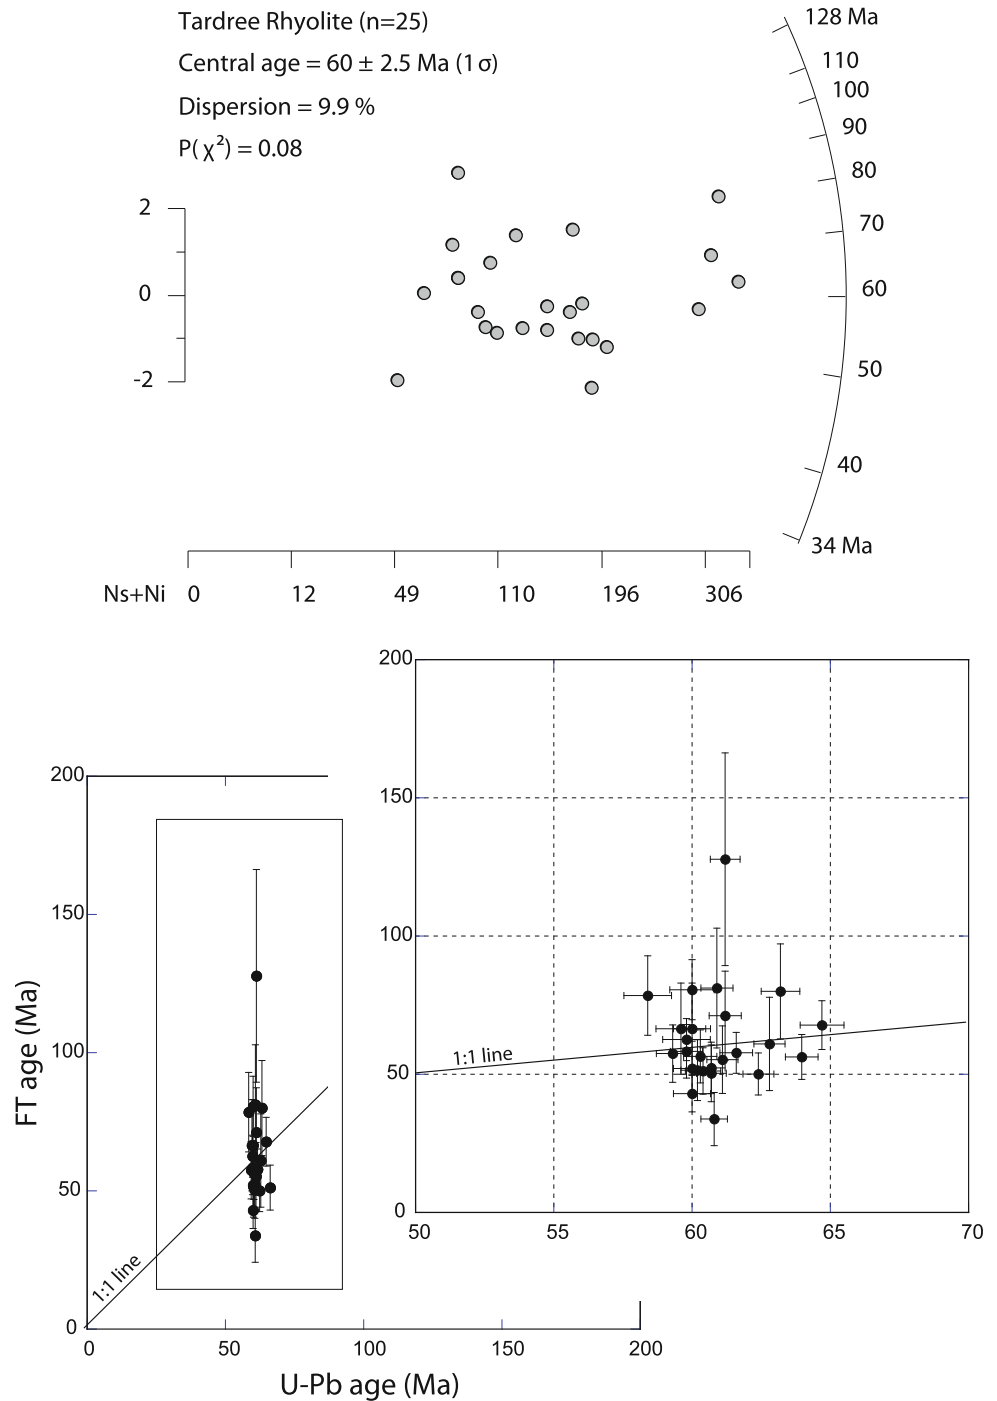 Tardree Rhyolite (n=25)
Central age = 60 ± 2.5 Ma (1 σ)
Dispersion = 9.9 %
P( χ²) = 0.08
128 Ma
110
100
90
80
70
60
50
40
34 Ma
2
0
-2
Ns+Ni 0 12 49 110 196 306
200
150
100
50
0
50 55 60 65 70
1:1 line
200
150
100
50
0
0 50 100 150 200
1:1 line
FT age (Ma)
U-Pb age (Ma)